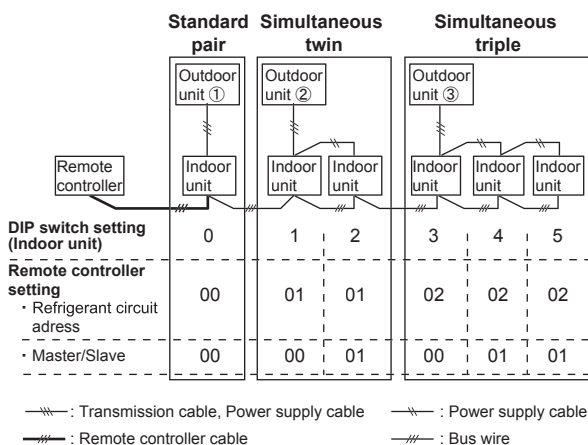 Standard pair
Simultaneous twin
Simultaneous triple
Outdoor unit ①
Outdoor unit ②
Outdoor unit ③
Remote controller
Indoor unit
Indoor unit
Indoor unit
Indoor unit
Indoor unit
Indoor unit
DIP switch setting (Indoor unit)
0 1 2 3 4 5
Remote controller setting
・Refrigerant circuit adress
00 01 01 02 02 02
・Master/Slave
00 00 01 00 01 01
: Transmission cable, Power supply cable
: Power supply cable
: Remote controller cable
: Bus wire